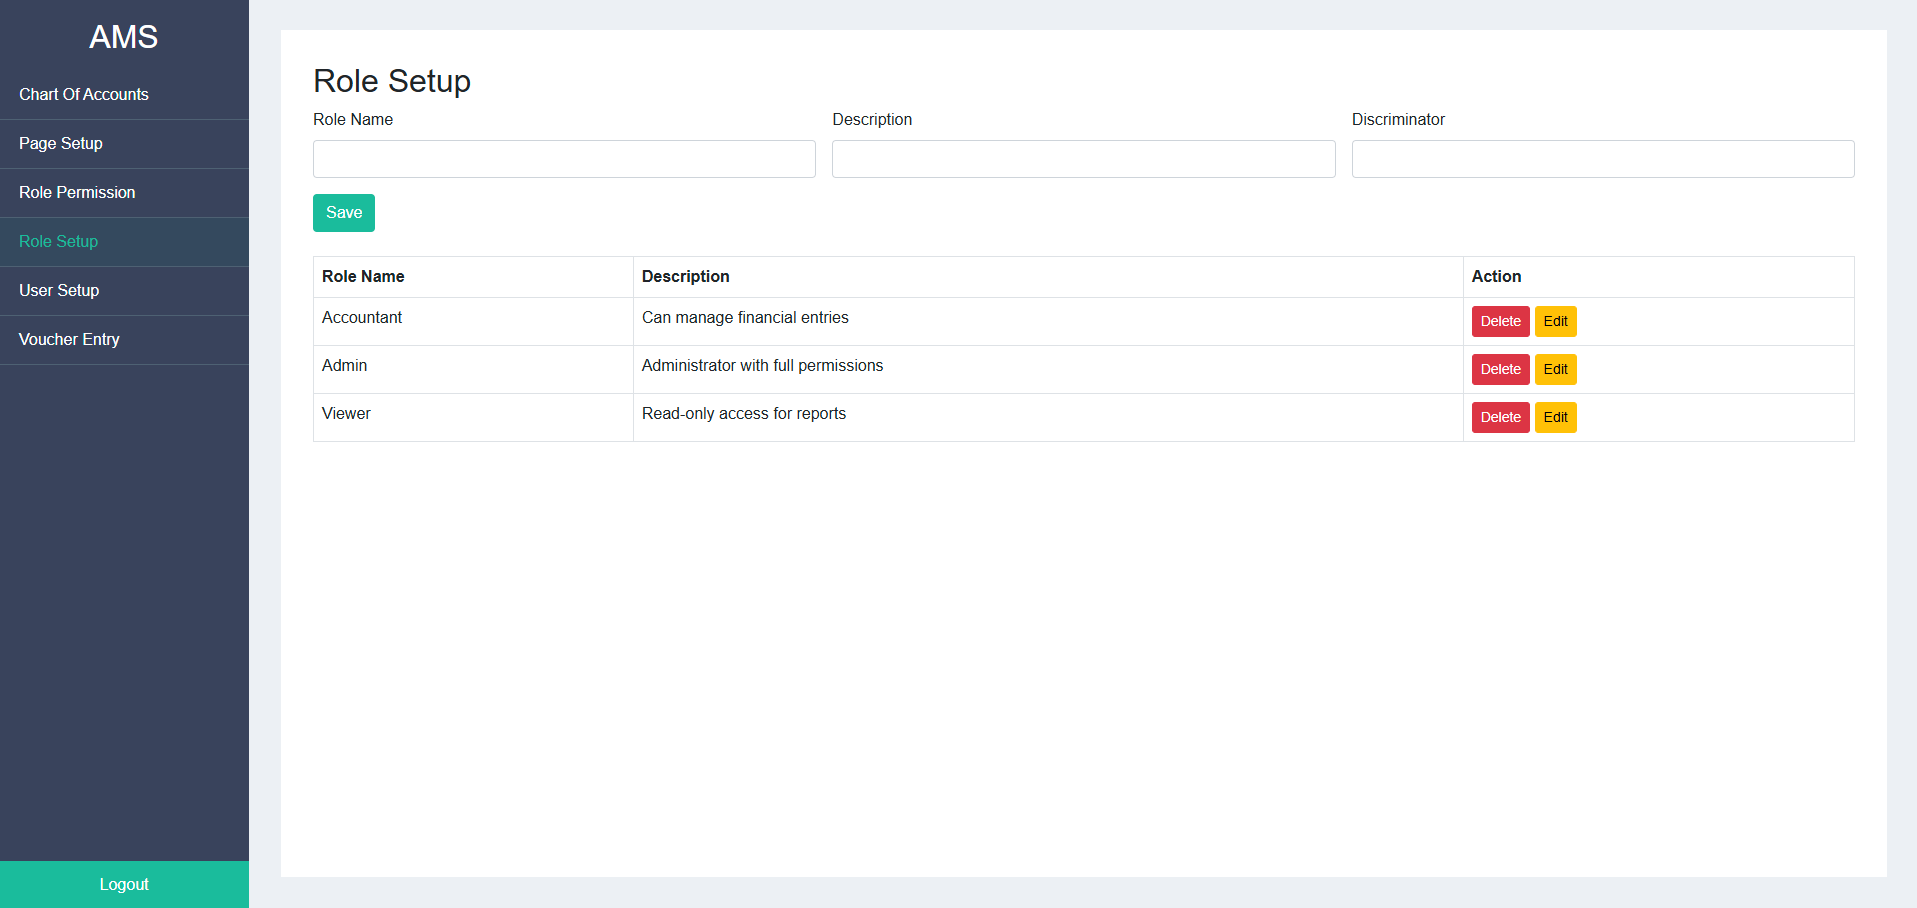 AMS
Chart Of Accounts
Page Setup
Role Permission
Role Setup
User Setup
Voucher Entry
Logout
Role Setup
Role Name Description Discriminator
Save
Role Name Description Action
Accountant Can manage financial entries Delete Edit
Admin Administrator with full permissions Delete Edit
Viewer Read-only access for reports Delete Edit